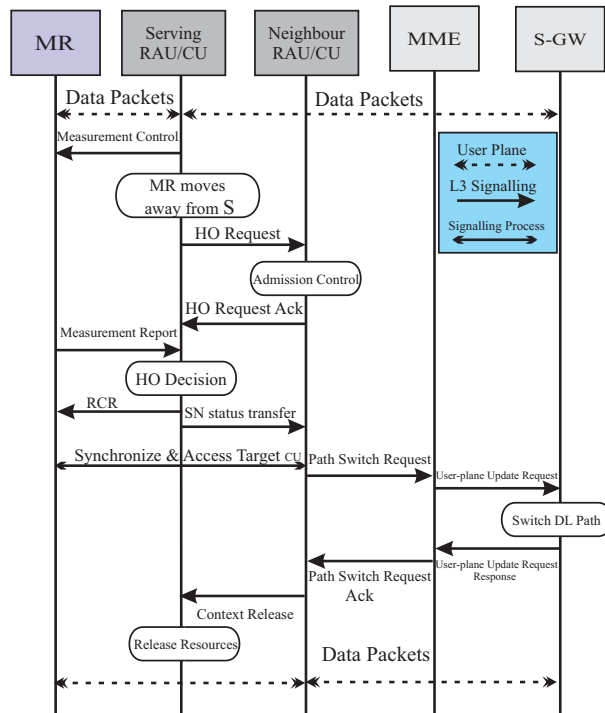 MR
Serving
RAU/CU
Neighbour
RAU/CU
MME
S-GW
Data Packets
Data Packets
Measurement Control
User Plane
L3 Signalling
Signalling Process
MR moves
away from S
HO Request
Admission Control
HO Request Ack
Measurement Report
HO Decision
RCR
SN status transfer
Synchronize & Access Target CU
Path Switch Request
User-plane Update Request
Switch DL Path
User-plane Update Request
Response
Path Switch Request
Ack
Context Release
Release Resources
Data Packets